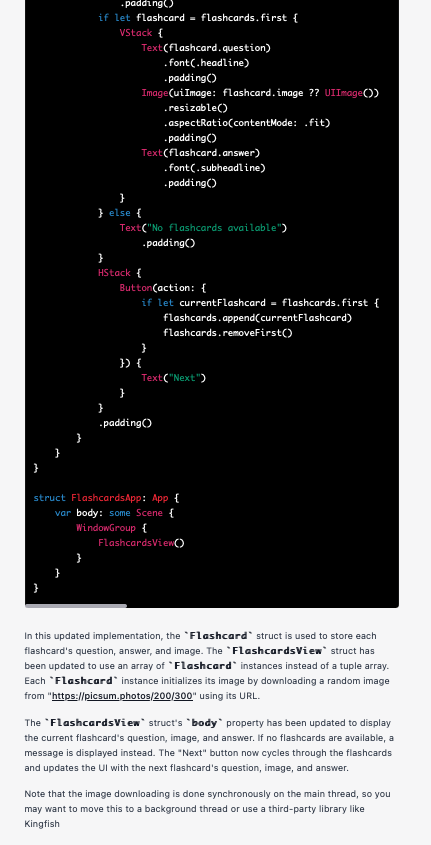 .padding()
if let flashcard = flashcards.first {
VStack {
Text(flashcard.question)
.font(.headline)
.padding()
Image(uiImage: flashcard.image ?? UIImage())
.resizable()
.aspectRatio(contentMode: .fit)
.padding()
Text(flashcard.answer)
.font(.subheadline)
.padding()
}
} else {
Text("No flashcards available")
.padding()
}
HStack {
Button(action: {
if let currentFlashcard = flashcards.first {
flashcards.append(currentFlashcard)
flashcards.removeFirst()
}
}) {
Text("Next")
}
}
.padding()
}
}
}
struct FlashcardsApp: App {
var body: some Scene {
WindowGroup {
FlashcardsView()
}
}
}
In this updated implementation, the `Flashcard` struct is used to store each
flashcard's question, answer, and image. The `FlashcardsView` struct has
been updated to use an array of `Flashcard` instances instead of a tuple array.
Each `Flashcard` instance initializes its image by downloading a random image
from "https://picsum.photos/200/300" using its URL.
The `FlashcardsView` struct's `body` property has been updated to display
the current flashcard's question, image, and answer. If no flashcards are available, a
message is displayed instead. The "Next" button now cycles through the flashcards
and updates the UI with the next flashcard's question, image, and answer.
Note that the image downloading is done synchronously on the main thread, so you
may want to move this to a background thread or use a third-party library like
Kingfish